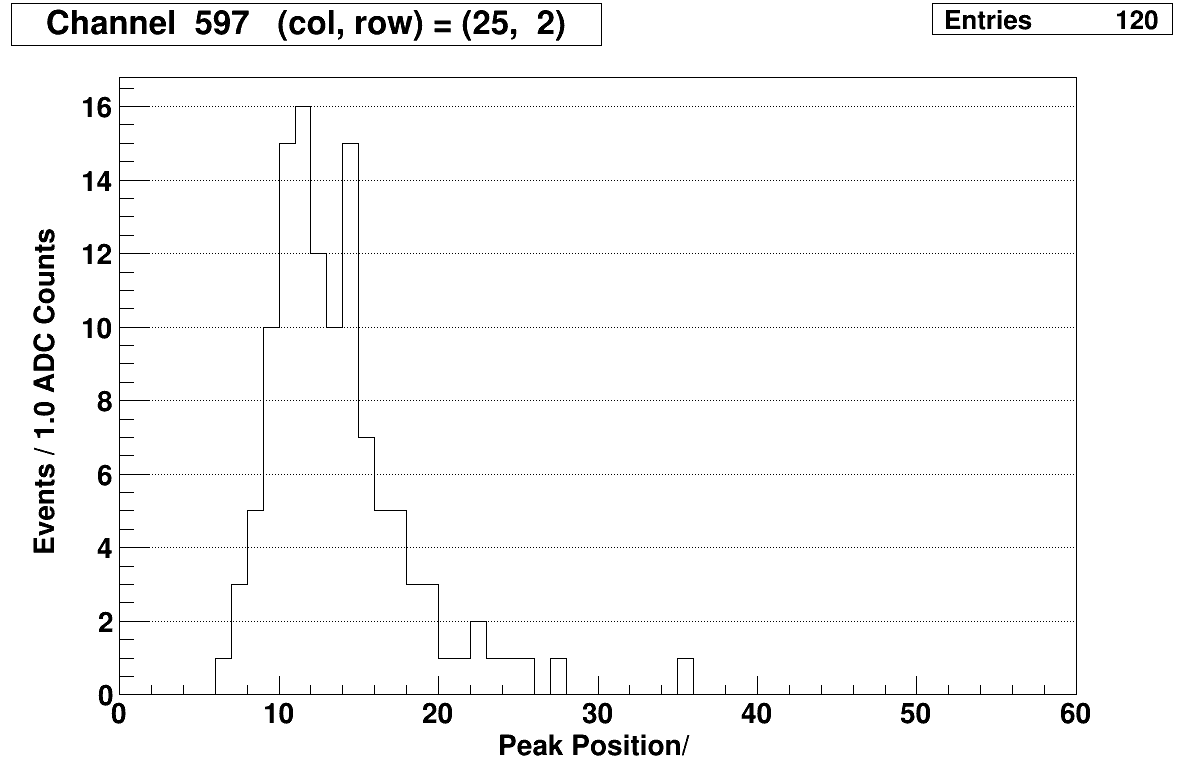 Channel 597 (col, row) = (25, 2)
Entries 120
Events / 1.0 ADC Counts
16
14
12
10
8
6
4
2
0
0 10 20 30 40 50 60
Peak Position/